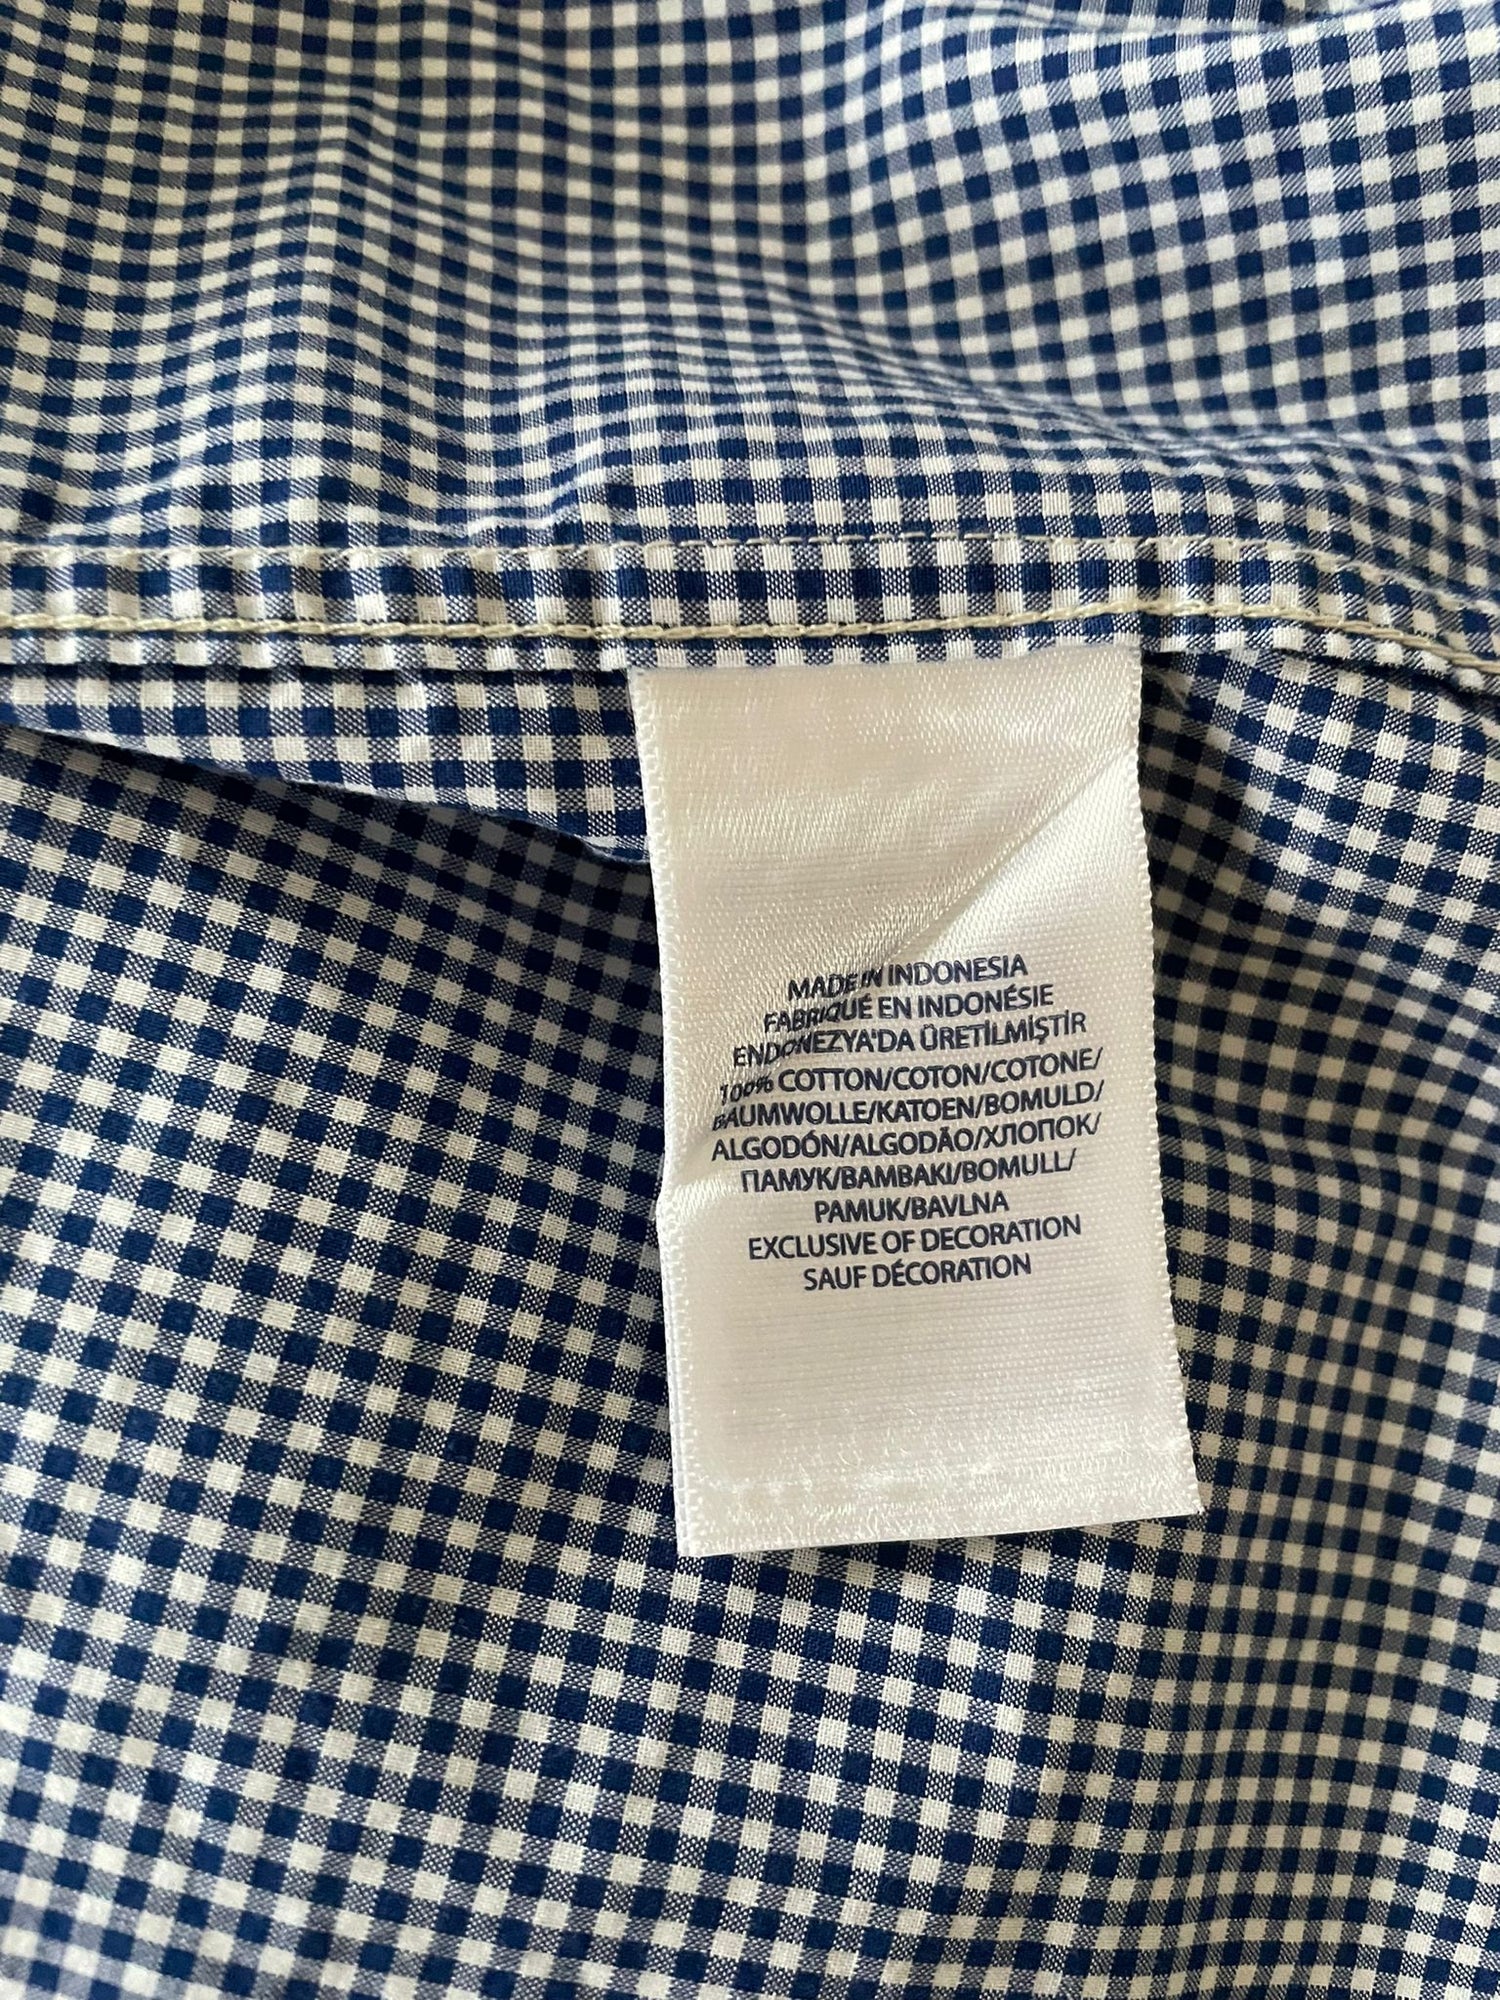 MADE IN INDONESIA
FABRIQUÉ EN INDONÉSIE
ENDONEZYA'DA ÜRETİLMİŞTİR
100% COTTON/COTON/COTONE/
BAUMWOLLE/KATOEN/BOMULD/
ALGODÓN/ALGODÃO/ХЛОПОК/
ПАМУК/BAMBAKI/BOMULL/
PAMUK/BAVLNA
EXCLUSIVE OF DECORATION
SAUF DÉCORATION